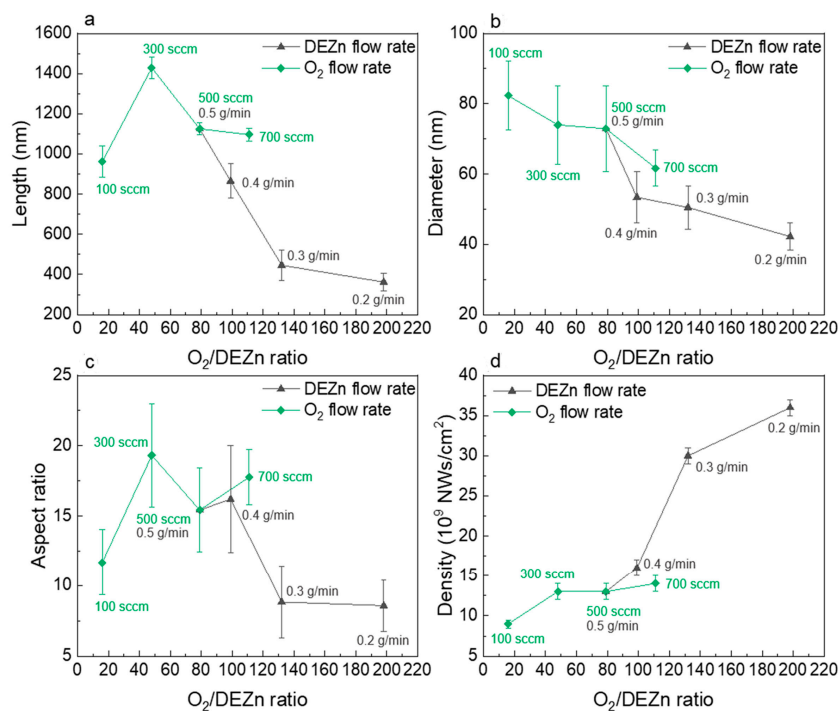 a
1600
1400
1200
1000
800
600
400
200
Length (nm)
300 sccm
DEZn flow rate
O₂ flow rate
500 sccm
0.5 g/min
700 sccm
100 sccm
0.4 g/min
0.3 g/min
0.2 g/min
0 20 40 60 80 100 120 140 160 180 200 220
O₂/DEZn ratio
b
100
80
60
40
20
Diameter (nm)
100 sccm
DEZn flow rate
O₂ flow rate
500 sccm
0.5 g/min
300 sccm
700 sccm
0.3 g/min
0.4 g/min
0.2 g/min
0 20 40 60 80 100 120 140 160 180 200 220
O₂/DEZn ratio
c
25
20
15
10
5
Aspect ratio
DEZn flow rate
O₂ flow rate
300 sccm
700 sccm
500 sccm
0.5 g/min
0.4 g/min
100 sccm
0.3 g/min
0.2 g/min
0 20 40 60 80 100 120 140 160 180 200 220
O₂/DEZn ratio
d
40
35
30
25
20
15
10
5
Density (10⁹ NWs/cm²)
DEZn flow rate
O₂ flow rate
0.2 g/min
0.3 g/min
0.4 g/min
300 sccm
700 sccm
500 sccm
0.5 g/min
100 sccm
0 20 40 60 80 100 120 140 160 180 200 220
O₂/DEZn ratio